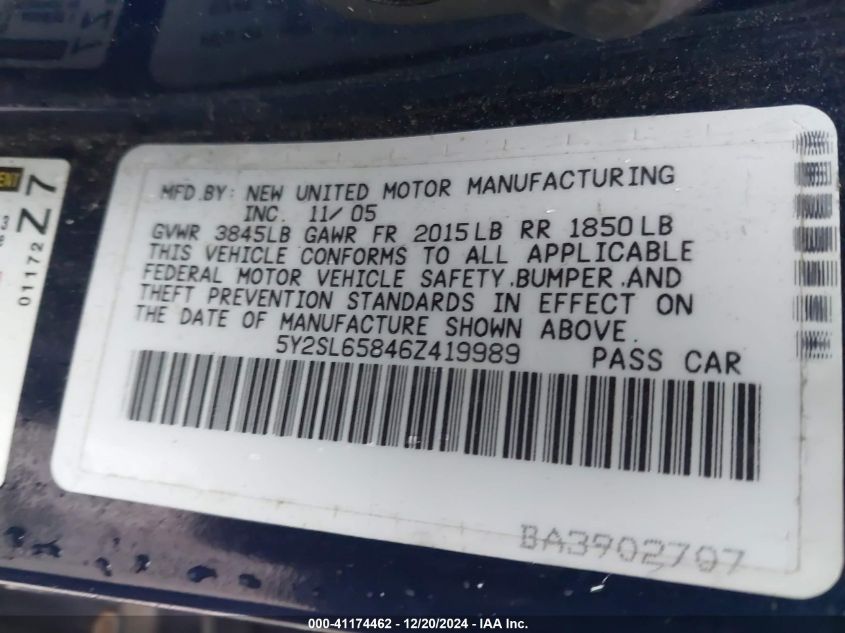 MFD.BY: NEW UNITED MOTOR MANUFACTURING
INC. 11/05
GVWR 3845LB GAWR FR 2015LB RR 1850LB
THIS VEHICLE CONFORMS TO ALL APPLICABLE
FEDERAL MOTOR VEHICLE SAFETY,BUMPER,AND
THEFT PREVENTION STANDARDS IN EFFECT ON
THE DATE OF MANUFACTURE SHOWN ABOVE.
5Y2SL65846Z419989 PASS CAR
BA3902707
01172
Z7
000-41174462 - 12/20/2024 - IAA Inc.